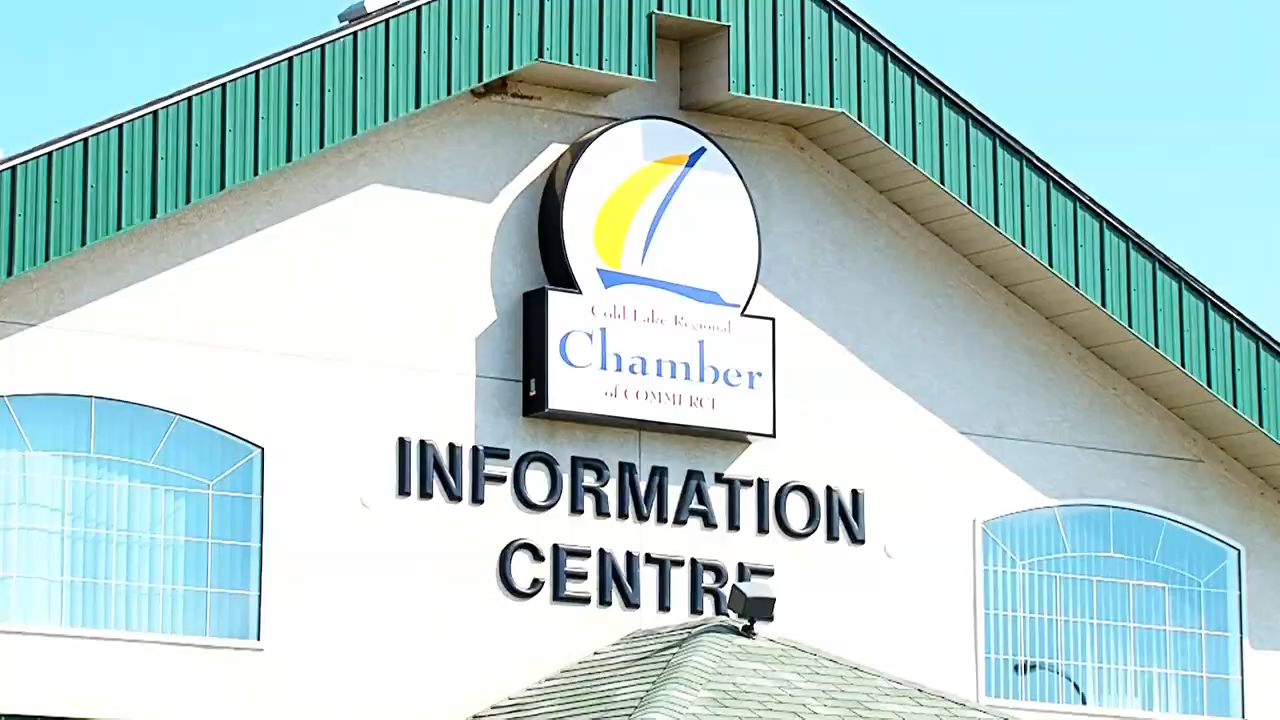 Cold Lake Regional
Chamber
of COMMERCE
INFORMATION
CENTRE